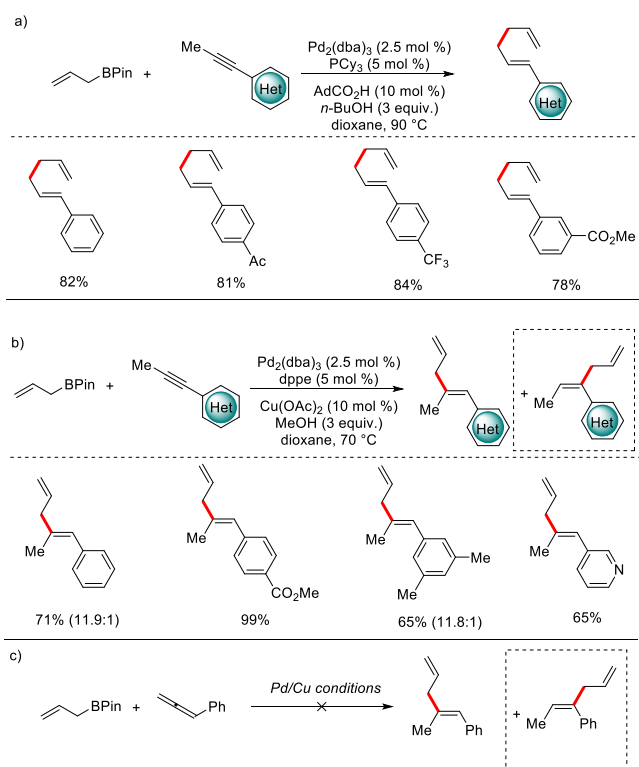 a)
BPin
+
Me
Het
Pd2(dba)3 (2.5 mol %)
PCy3 (5 mol %)
AdCO2H (10 mol %)
n-BuOH (3 equiv.)
dioxane, 90 °C
Het
82%
Ac
81%
CF3
84%
CO2Me
78%
b)
BPin
+
Me
Het
Pd2(dba)3 (2.5 mol %)
dppe (5 mol %)
Cu(OAc)2 (10 mol %)
MeOH (3 equiv.)
dioxane, 70 °C
Me
Het
+
Me
Het
Me
71% (11.9:1)
Me
CO2Me
99%
Me
Me
Me
65% (11.8:1)
Me
N
65%
c)
BPin
+
Ph
Pd/Cu conditions
Me
Ph
+
Me
Ph